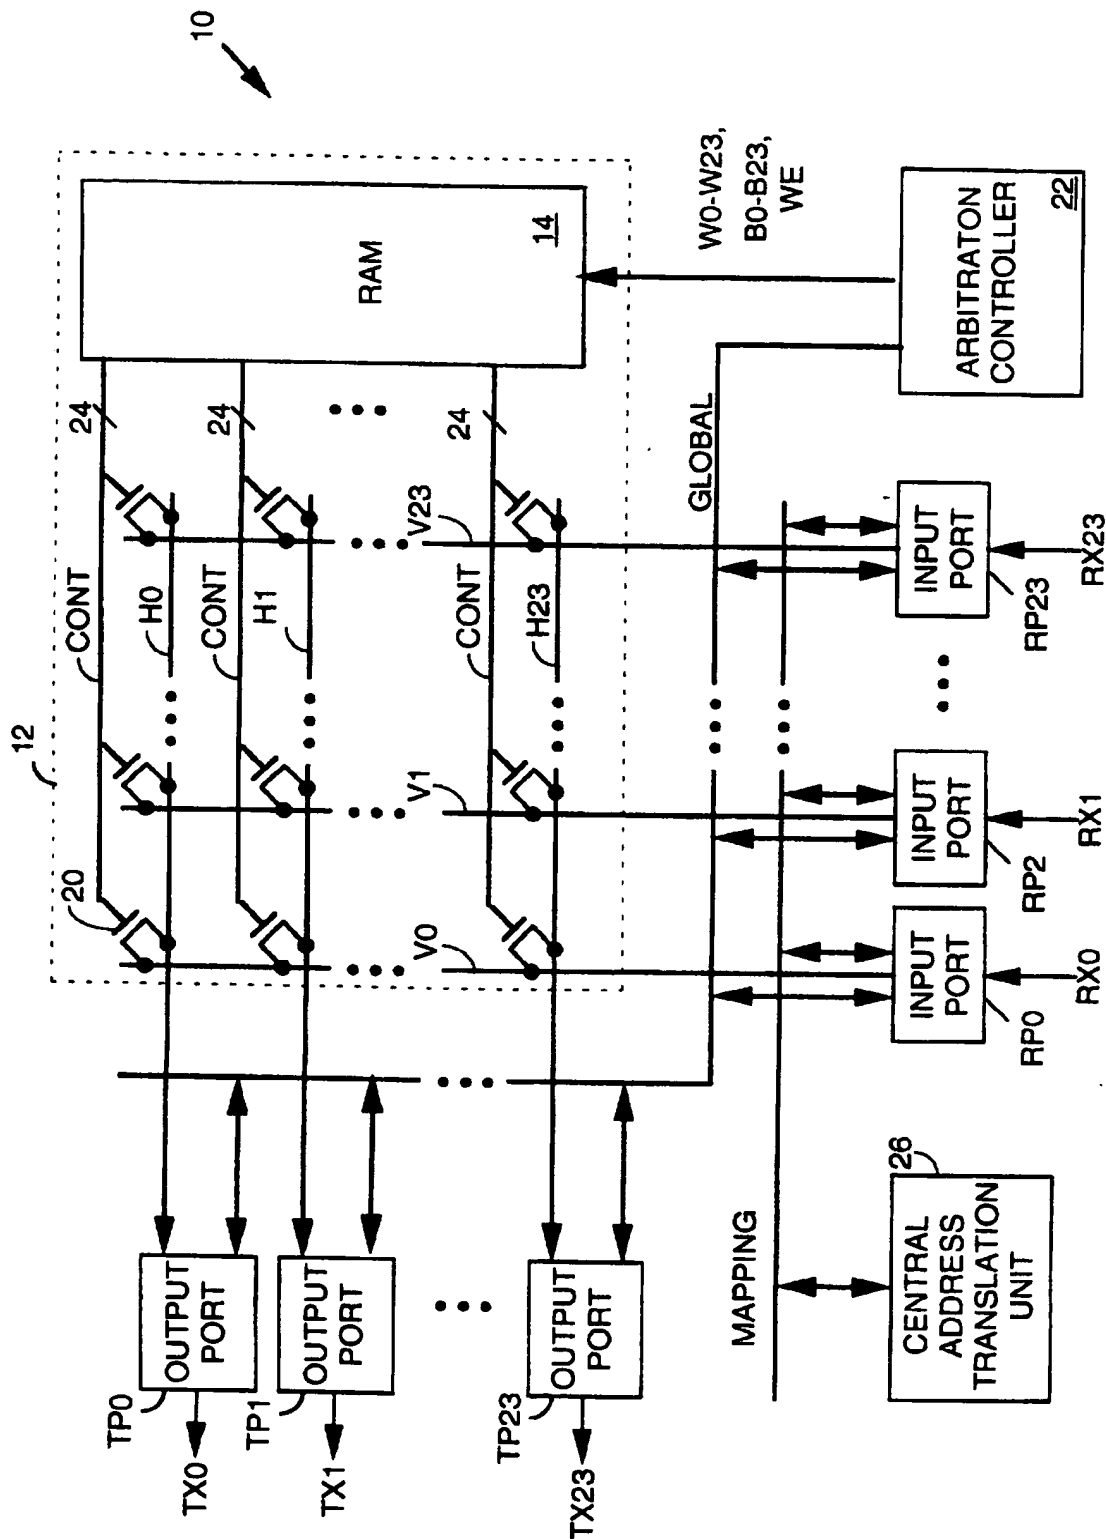 10
12
RAM
14
24
24
24
CONT
H0
CONT
H1
CONT
H23
20
V0
V1
V23
W0-W23,
B0-B23,
WE
GLOBAL
MAPPING
OUTPUT
PORT
TP0
TX0
OUTPUT
PORT
TP1
TX1
OUTPUT
PORT
TP23
TX23
CENTRAL
ADDRESS
TRANSLATION
UNIT
26
INPUT
PORT
RP0
RX0
INPUT
PORT
RP2
RX1
INPUT
PORT
RP23
RX23
ARBITRATON
CONTROLLER
22